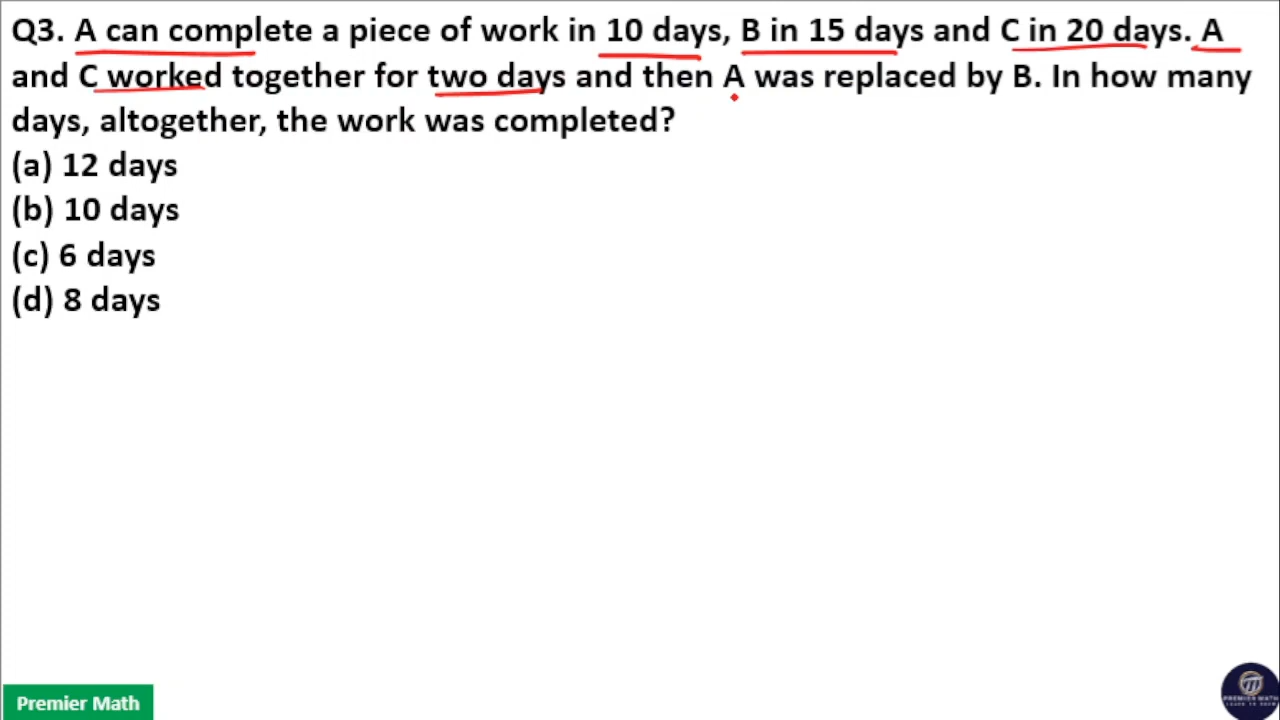 Q3. A can complete a piece of work in 10 days, B in 15 days and C in 20 days. A
and C worked together for two days and then A was replaced by B. In how many
days, altogether, the work was completed?
(a) 12 days
(b) 10 days
(c) 6 days
(d) 8 days
Premier Math
PREMIER MATH